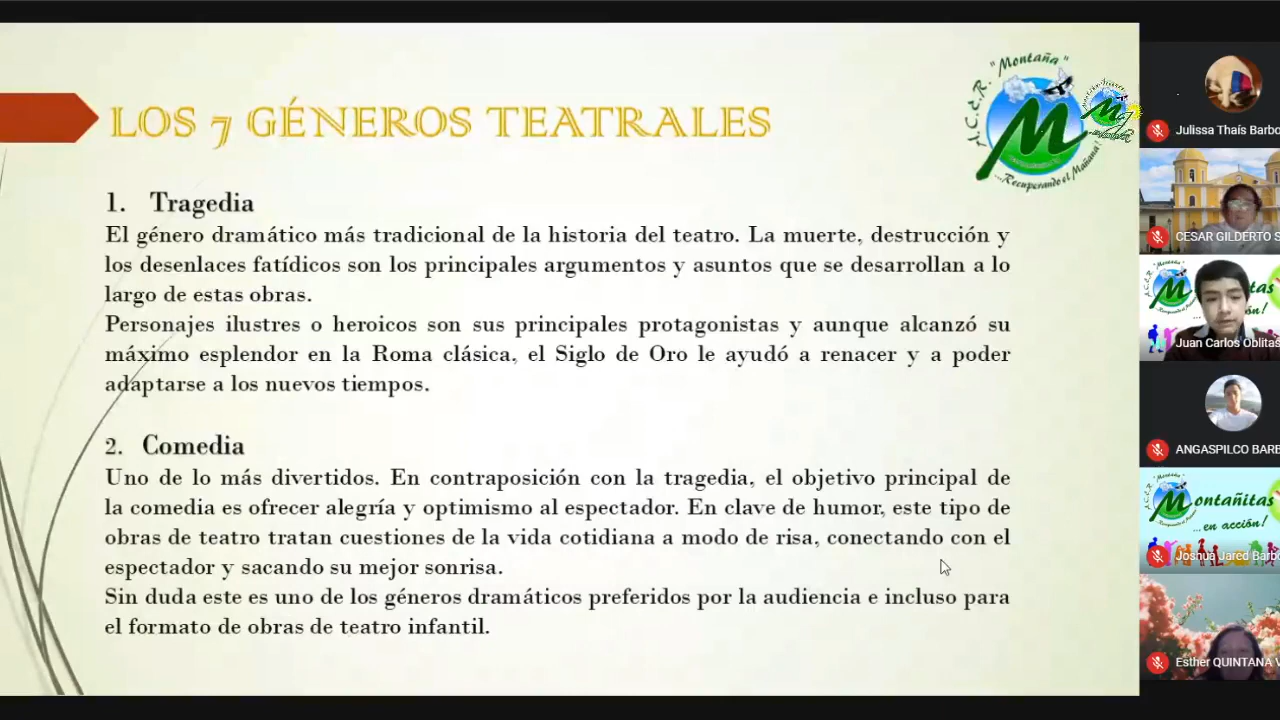 LOS 7 GÉNEROS TEATRALES
1. Tragedia
El género dramático más tradicional de la historia del teatro. La muerte, destrucción y
los desenlaces fatídicos son los principales argumentos y asuntos que se desarrollan a lo
largo de estas obras.
Personajes ilustres o heroicos son sus principales protagonistas y aunque alcanzó su
máximo esplendor en la Roma clásica, el Siglo de Oro le ayudó a renacer y a poder
adaptarse a los nuevos tiempos.
2. Comedia
Uno de lo más divertidos. En contraposición con la tragedia, el objetivo principal de
la comedia es ofrecer alegría y optimismo al espectador. En clave de humor, este tipo de
obras de teatro tratan cuestiones de la vida cotidiana a modo de risa, conectando con el
espectador y sacando su mejor sonrisa.
Sin duda este es uno de los géneros dramáticos preferidos por la audiencia e incluso para
el formato de obras de teatro infantil.
A.C.C.R. "Montaña"
M
...Recuperando el Mañana!
Julissa Thaís Barbo
CESAR GILDERTO S
Juan Carlos Oblitas
ANGASPILCO BARB
Montañitas
...en acción!
Joshua Jared Barbo
Esther QUINTANA V